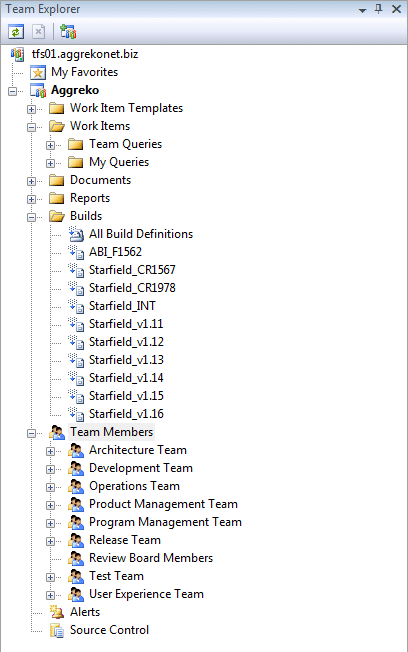 Team Explorer
tfs01.aggrekonet.biz
My Favorites
Aggreko
Work Item Templates
Work Items
Team Queries
My Queries
Documents
Reports
Builds
All Build Definitions
ABI_F1562
Starfield_CR1567
Starfield_CR1978
Starfield_INT
Starfield_v1.11
Starfield_v1.12
Starfield_v1.13
Starfield_v1.14
Starfield_v1.15
Starfield_v1.16
Team Members
Architecture Team
Development Team
Operations Team
Product Management Team
Program Management Team
Release Team
Review Board Members
Test Team
User Experience Team
Alerts
Source Control